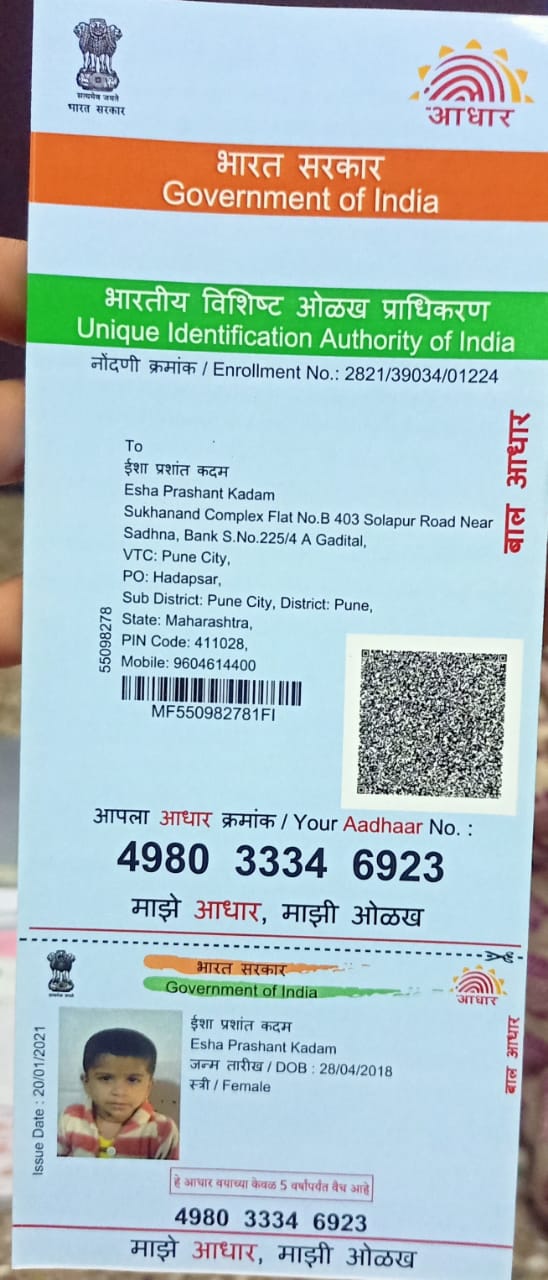 सत्यमेव जयते
भारत सरकार
आधार
भारत सरकार
Government of India
भारतीय विशिष्ट ओळख प्राधिकरण
Unique Identification Authority of India
नोंदणी क्रमांक / Enrollment No.: 2821/39034/01224
To
ईशा प्रशांत कदम
Esha Prashant Kadam
Sukhanand Complex Flat No.B 403 Solapur Road Near
Sadhna, Bank S.No.225/4 A Gadital,
VTC: Pune City,
PO: Hadapsar,
Sub District: Pune City, District: Pune,
State: Maharashtra,
PIN Code: 411028,
Mobile: 9604614400
55098278
बाल आधार
MF550982781FI
आपला आधार क्रमांक / Your Aadhaar No. :
4980 3334 6923
माझे आधार, माझी ओळख
भारत सरकार
Government of India
आधार
Issue Date : 20/01/2021
ईशा प्रशांत कदम
Esha Prashant Kadam
जन्म तारीख / DOB : 28/04/2018
स्त्री / Female
बाल आधार
हे आधार वयाच्या केवळ 5 वर्षांपर्यंत वैध आहे
4980 3334 6923
माझे आधार, माझी ओळख